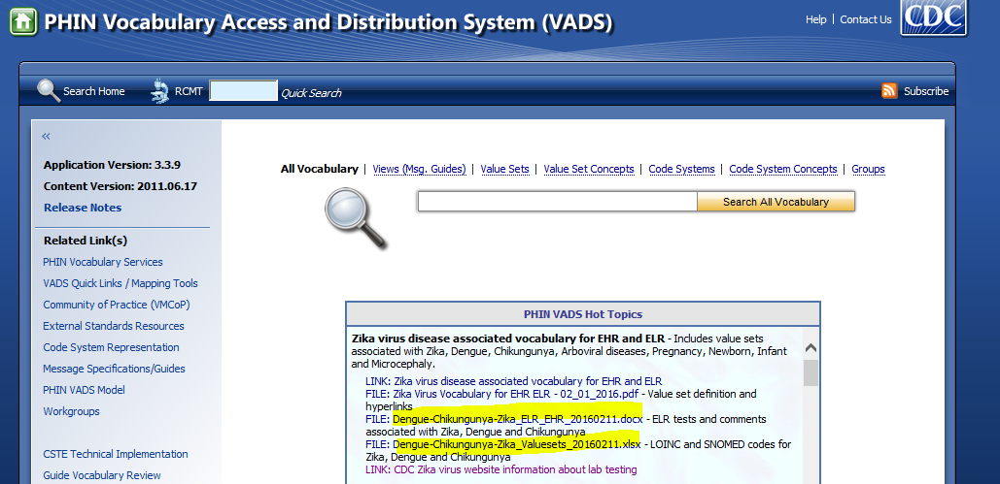 PHIN Vocabulary Access and Distribution System (VADS)
Help | Contact Us
CDC
Search Home
RCMT
Quick Search
Subscribe
«
Application Version: 3.3.9
Content Version: 2011.06.17
Release Notes
Related Link(s)
PHIN Vocabulary Services
VADS Quick Links / Mapping Tools
Community of Practice (VMCoP)
External Standards Resources
Code System Representation
Message Specifications/Guides
PHIN VADS Model
Workgroups
CSTE Technical Implementation
Guide Vocabulary Review
All Vocabulary | Views (Msg. Guides) | Value Sets | Value Set Concepts | Code Systems | Code System Concepts | Groups
Search All Vocabulary
PHIN VADS Hot Topics
Zika virus disease associated vocabulary for EHR and ELR - Includes value sets
associated with Zika, Dengue, Chikungunya, Arboviral diseases, Pregnancy, Newborn, Infant
and Microcephaly.
LINK: Zika virus disease associated vocabulary for EHR and ELR
FILE: Zika Virus Vocabulary for EHR ELR - 02_01_2016.pdf - Value set definition and
hyperlinks
FILE: Dengue-Chikungunya-Zika_ELR_EHR_20160211.docx - ELR tests and comments
associated with Zika, Dengue and Chikungunya
FILE: Dengue-Chikungunya-Zika_Valuesets_20160211.xlsx - LOINC and SNOMED codes for
Zika, Dengue and Chikungunya
LINK: CDC Zika virus website information about lab testing